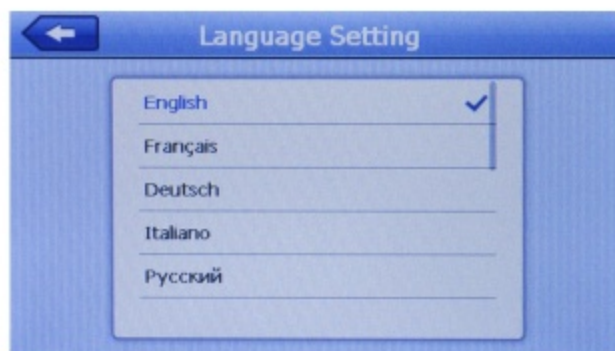 Language Setting
English
Français
Deutsch
Italiano
Русский